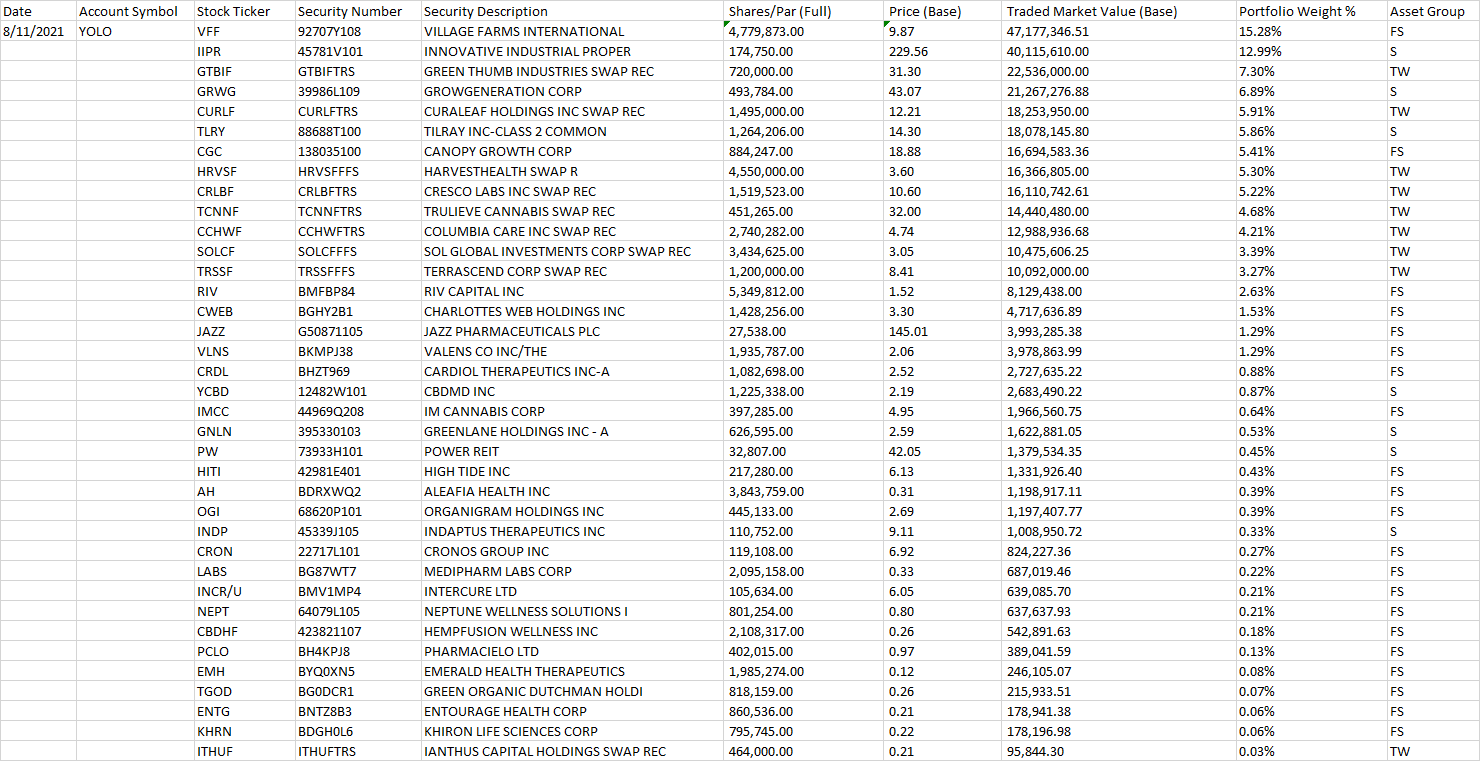 Date Account Symbol Stock Ticker Security Number Security Description Shares/Par (Full) Price (Base) Traded Market Value (Base) Portfolio Weight % Asset Group
8/11/2021 YOLO VFF 92707Y108 VILLAGE FARMS INTERNATIONAL 4,779,873.00 9.87 47,177,346.51 15.28% FS
IIPR 45781V101 INNOVATIVE INDUSTRIAL PROPER 174,750.00 229.56 40,115,610.00 12.99% S
GTBIF GTBIFTRS GREEN THUMB INDUSTRIES SWAP REC 720,000.00 31.30 22,536,000.00 7.30% TW
GRWG 39986L109 GROWGENERATION CORP 493,784.00 43.07 21,267,276.88 6.89% S
CURLF CURLFTRS CURALEAF HOLDINGS INC SWAP REC 1,495,000.00 12.21 18,253,950.00 5.91% TW
TLRY 88688T100 TILRAY INC-CLASS 2 COMMON 1,264,206.00 14.30 18,078,145.80 5.86% S
CGC 138035100 CANOPY GROWTH CORP 884,247.00 18.88 16,694,583.36 5.41% FS
HRVSF HRVSFFFS HARVESTHEALTH SWAP R 4,550,000.00 3.60 16,366,805.00 5.30% TW
CRLBF CRLBFTRS CRESCO LABS INC SWAP REC 1,519,523.00 10.60 16,110,742.61 5.22% TW
TCNNF TCNNFTRS TRULIEVE CANNABIS SWAP REC 451,265.00 32.00 14,440,480.00 4.68% TW
CCHWF CCHWFTRS COLUMBIA CARE INC SWAP REC 2,740,282.00 4.74 12,988,936.68 4.21% TW
SOLCF SOLCFFFS SOL GLOBAL INVESTMENTS CORP SWAP REC 3,434,625.00 3.05 10,475,606.25 3.39% TW
TRSSF TRSSFFFS TERRASCEND CORP SWAP REC 1,200,000.00 8.41 10,092,000.00 3.27% TW
RIV BMFBP84 RIV CAPITAL INC 5,349,812.00 1.52 8,129,438.00 2.63% FS
CWEB BGHY2B1 CHARLOTTES WEB HOLDINGS INC 1,428,256.00 3.30 4,717,636.89 1.53% FS
JAZZ G50871105 JAZZ PHARMACEUTICALS PLC 27,538.00 145.01 3,993,285.38 1.29% FS
VLNS BKMPJ38 VALENS CO INC/THE 1,935,787.00 2.06 3,978,863.99 1.29% FS
CRDL BHZT969 CARDIOL THERAPEUTICS INC-A 1,082,698.00 2.52 2,727,635.22 0.88% FS
YCBD 12482W101 CBDMD INC 1,225,338.00 2.19 2,683,490.22 0.87% S
IMCC 44969Q208 IM CANNABIS CORP 397,285.00 4.95 1,966,560.75 0.64% FS
GNLN 395330103 GREENLANE HOLDINGS INC - A 626,595.00 2.59 1,622,881.05 0.53% S
PW 73933H101 POWER REIT 32,807.00 42.05 1,379,534.35 0.45% S
HITI 42981E401 HIGH TIDE INC 217,280.00 6.13 1,331,926.40 0.43% FS
AH BDRXWQ2 ALEAFIA HEALTH INC 3,843,759.00 0.31 1,198,917.11 0.39% FS
OGI 68620P101 ORGANIGRAM HOLDINGS INC 445,133.00 2.69 1,197,407.77 0.39% FS
INDP 45339J105 INDAPTUS THERAPEUTICS INC 110,752.00 9.11 1,008,950.72 0.33% S
CRON 22717L101 CRONOS GROUP INC 119,108.00 6.92 824,227.36 0.27% FS
LABS BG87WT7 MEDIPHARM LABS CORP 2,095,158.00 0.33 687,019.46 0.22% FS
INCR/U BMV1MP4 INTERCURE LTD 105,634.00 6.05 639,085.70 0.21% FS
NEPT 64079L105 NEPTUNE WELLNESS SOLUTIONS I 801,254.00 0.80 637,637.93 0.21% FS
CBDHF 423821107 HEMPFUSION WELLNESS INC 2,108,317.00 0.26 542,891.63 0.18% FS
PCLO BH4KPJ8 PHARMACIELO LTD 402,015.00 0.97 389,041.59 0.13% FS
EMH BYQ0XN5 EMERALD HEALTH THERAPEUTICS 1,985,274.00 0.12 246,105.07 0.08% FS
TGOD BG0DCR1 GREEN ORGANIC DUTCHMAN HOLDI 818,159.00 0.26 215,933.51 0.07% FS
ENTG BNTZ8B3 ENTOURAGE HEALTH CORP 860,536.00 0.21 178,941.38 0.06% FS
KHRN BDGH0L6 KHIRON LIFE SCIENCES CORP 795,745.00 0.22 178,196.98 0.06% FS
ITHUF ITHUFTRS IANTHUS CAPITAL HOLDINGS SWAP REC 464,000.00 0.21 95,844.30 0.03% TW